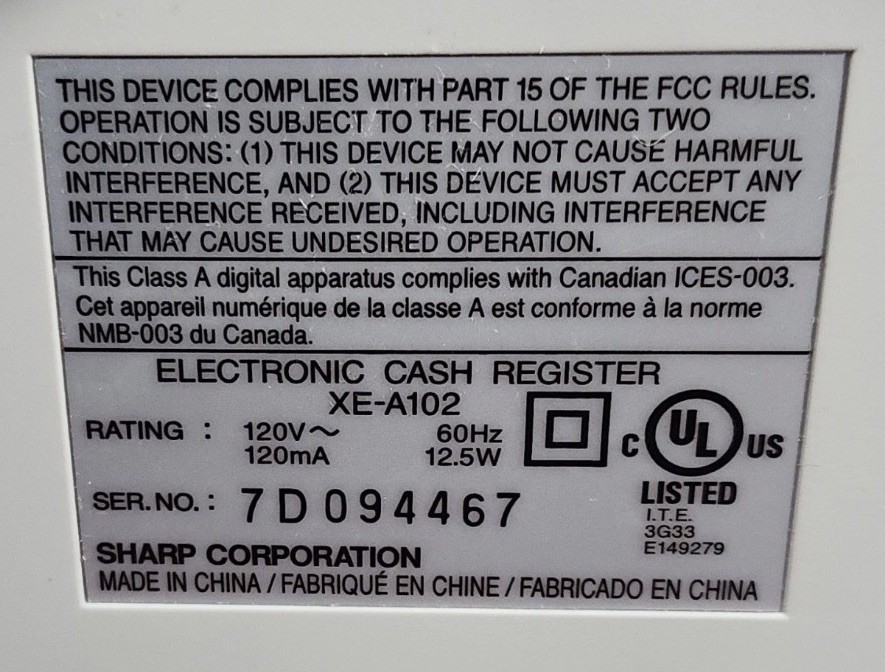 THIS DEVICE COMPLIES WITH PART 15 OF THE FCC RULES.
OPERATION IS SUBJECT TO THE FOLLOWING TWO
CONDITIONS: (1) THIS DEVICE MAY NOT CAUSE HARMFUL
INTERFERENCE, AND (2) THIS DEVICE MUST ACCEPT ANY
INTERFERENCE RECEIVED, INCLUDING INTERFERENCE
THAT MAY CAUSE UNDESIRED OPERATION.
This Class A digital apparatus complies with Canadian ICES-003.
Cet appareil numérique de la classe A est conforme à la norme
NMB-003 du Canada.
ELECTRONIC CASH REGISTER
XE-A102
RATING : 120V～ 60Hz
120mA 12.5W
C UL US
LISTED
I.T.E.
3G33
E149279
SER.NO.: 7D094467
SHARP CORPORATION
MADE IN CHINA / FABRIQUÉ EN CHINE / FABRICADO EN CHINA